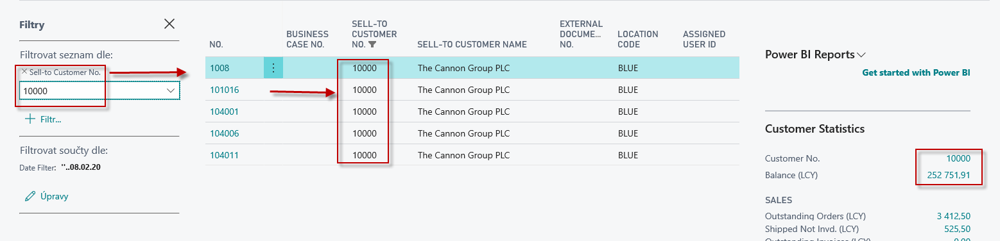 Filtry
Filtrovat seznam dle:
× Sell-to Customer No.
10000
+ Filtr...
Filtrovat součty dle:
Date Filter: ''..08.02.20
Úpravy
NO. BUSINESS CASE NO. SELL-TO CUSTOMER NO. SELL-TO CUSTOMER NAME EXTERNAL DOCUME... NO. LOCATION CODE ASSIGNED USER ID
1008 10000 The Cannon Group PLC BLUE
101016 10000 The Cannon Group PLC BLUE
104001 10000 The Cannon Group PLC BLUE
104006 10000 The Cannon Group PLC BLUE
104011 10000 The Cannon Group PLC BLUE
Power BI Reports
Get started with Power BI
Customer Statistics
Customer No. 10000
Balance (LCY) 252 751,91
SALES
Outstanding Orders (LCY) 3 412,50
Shipped Not Invd. (LCY) 525,50